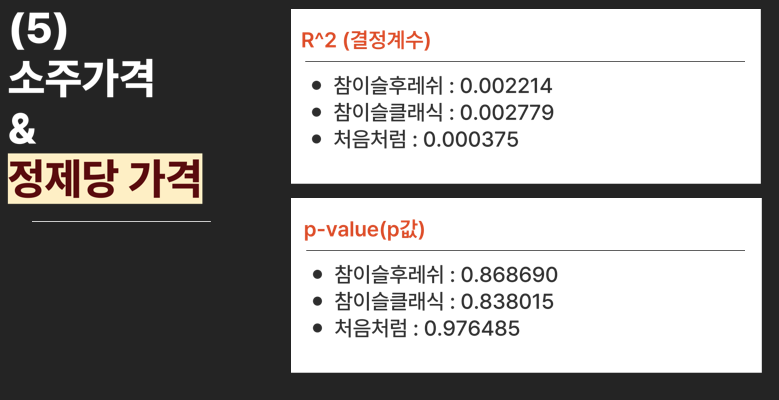 (5)
소주가격
&
정제당 가격
R^2 (결정계수)
• 참이슬후레쉬 : 0.002214
• 참이슬클래식 : 0.002779
• 처음처럼 : 0.000375
p-value(p값)
• 참이슬후레쉬 : 0.868690
• 참이슬클래식 : 0.838015
• 처음처럼 : 0.976485